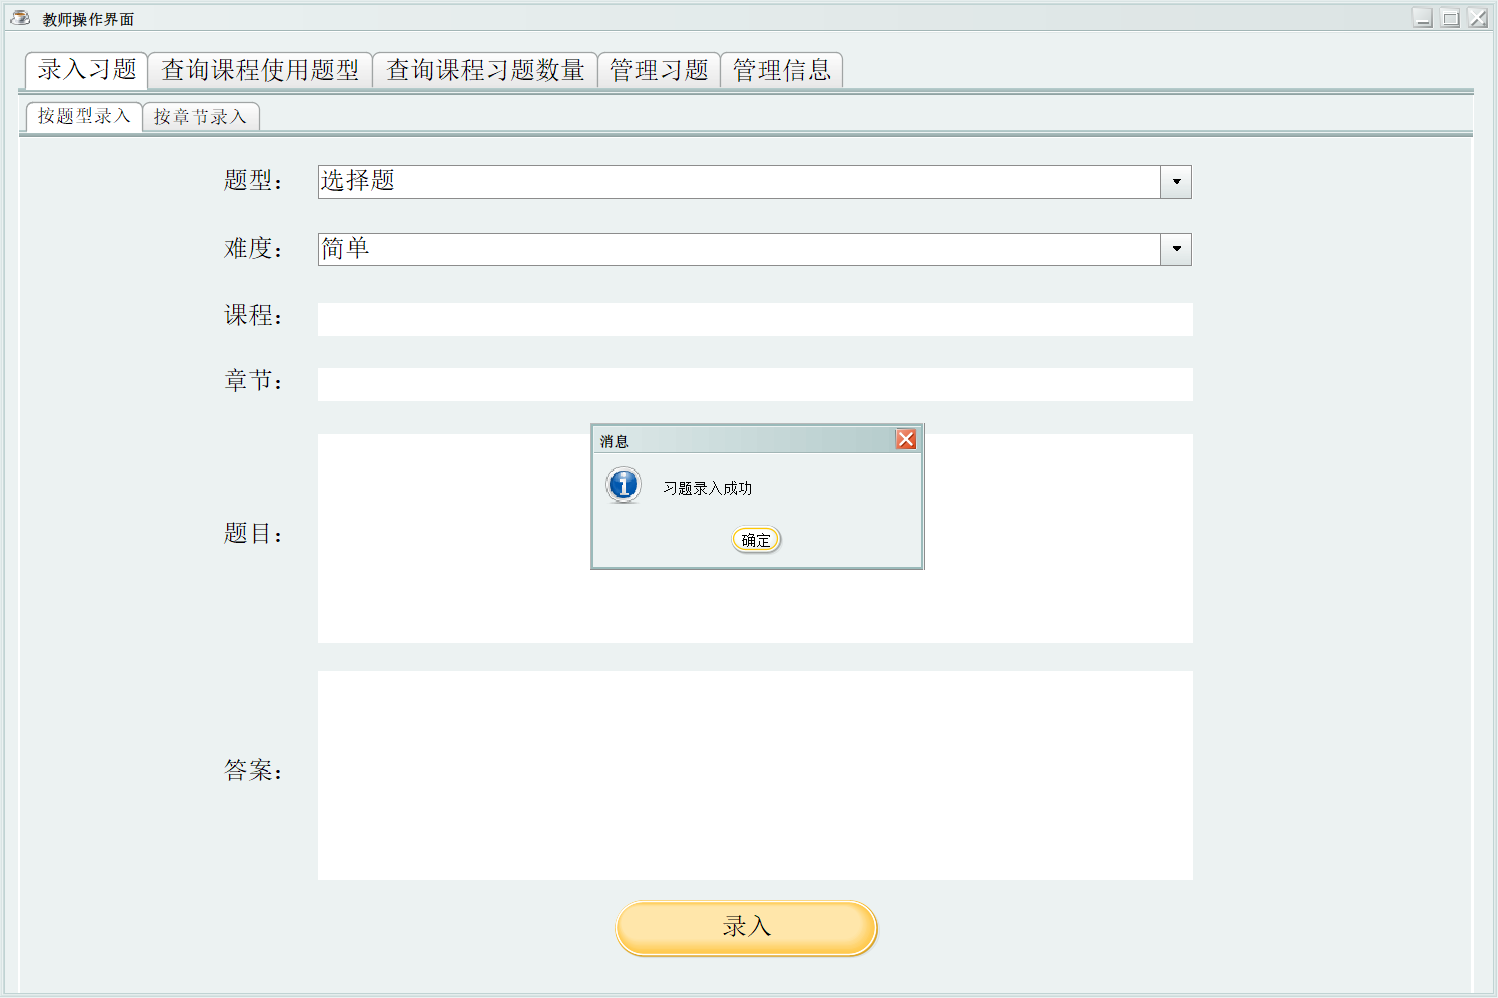 教师操作界面
录入习题 查询课程使用题型 查询课程习题数量 管理习题 管理信息
按题型录入 按章节录入
题型： 选择题
难度： 简单
课程：
章节：
消息
习题录入成功
题目：
确定
答案：
录入